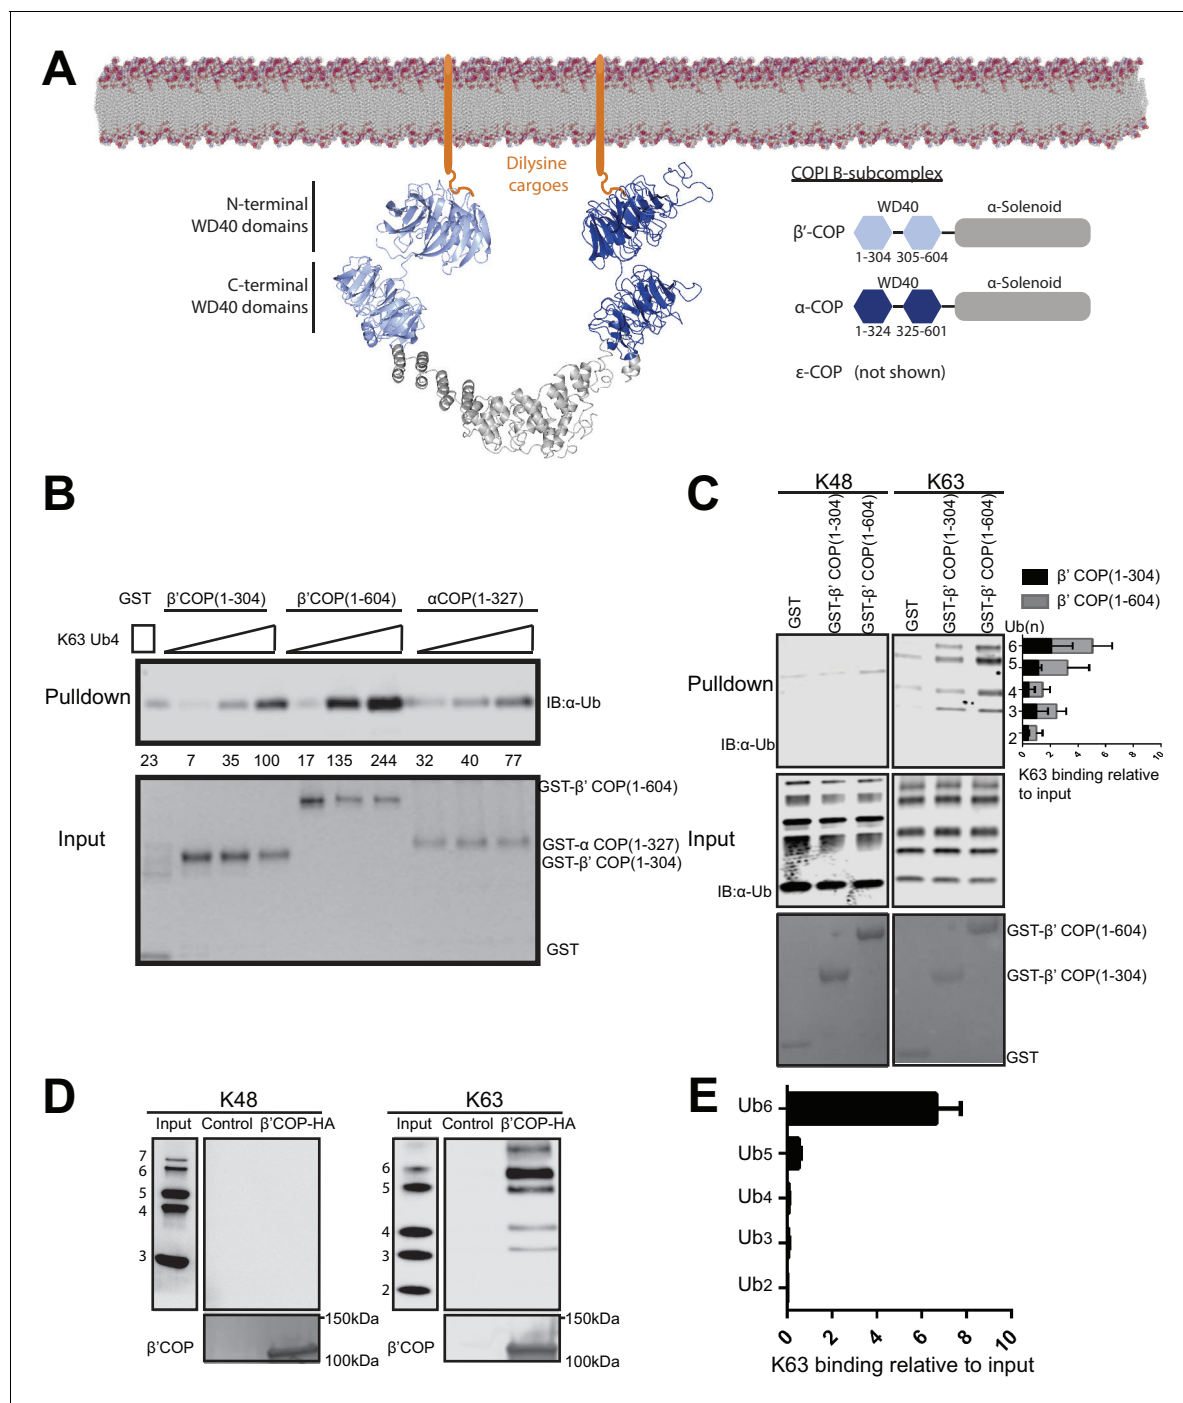 A
Dilysine
cargoes
N-terminal
WD40 domains
C-terminal
WD40 domains
COPI B-subcomplex
WD40
α-Solenoid
β'-COP
1-304 305-604
WD40
α-Solenoid
α-COP
1-324 325-601
ε-COP (not shown)
B
GST β'COP(1-304) β'COP(1-604) αCOP(1-327)
K63 Ub4
Pulldown
IB:α-Ub
23 7 35 100 17 135 244 32 40 77
GST-β' COP(1-604)
Input
GST-α COP(1-327)
GST-β' COP(1-304)
GST
C
K48 K63
GST
GST-β' COP(1-304)
GST-β' COP(1-604)
GST
GST-β' COP(1-304)
GST-β' COP(1-604)
β' COP(1-304)
β' COP(1-604)
Ub(n)
6
5
4
3
2
0 2 4 6 8 10
K63 binding relative
to input
Pulldown
IB:α-Ub
Input
IB:α-Ub
GST-β' COP(1-604)
GST-β' COP(1-304)
GST
D
K48
Input Control β'COP-HA
7
6
5
4
3
150kDa
β'COP
100kDa
K63
Input Control β'COP-HA
6
5
4
3
2
150kDa
β'COP
100kDa
E
Ub6
Ub5
Ub4
Ub3
Ub2
0 2 4 6 8 10
K63 binding relative to input